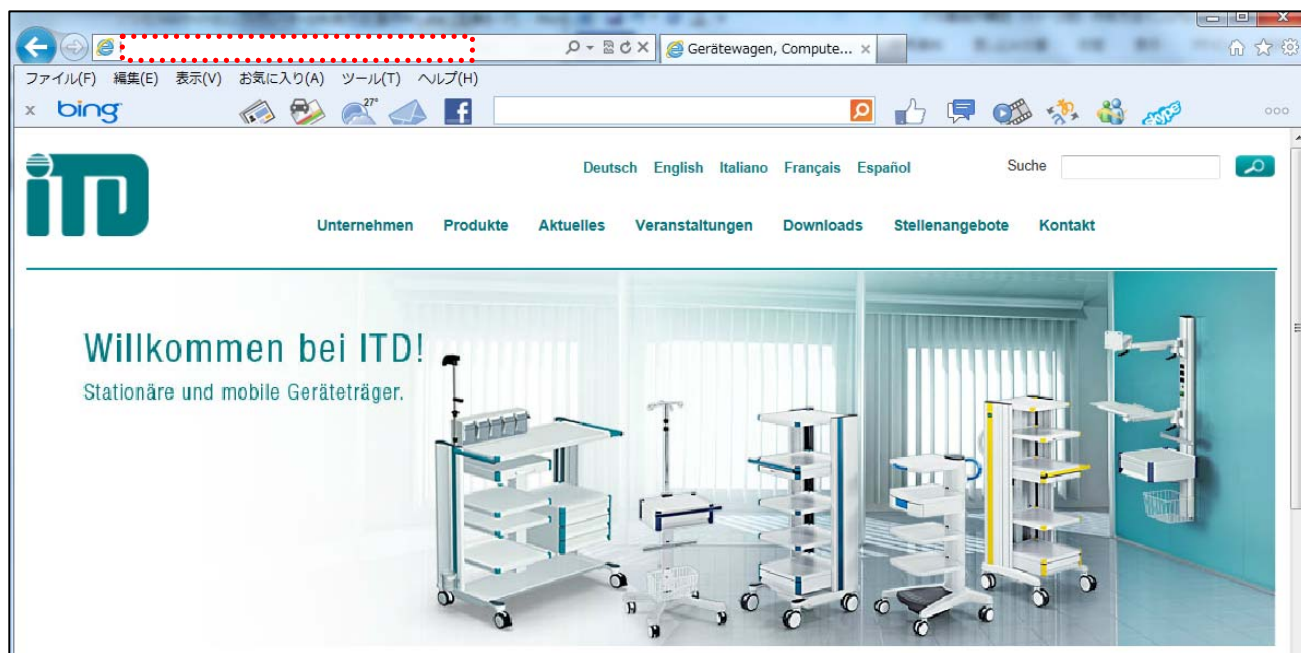 Gerätewagen, Compute... ×
ファイル(F) 編集(E) 表示(V) お気に入り(A) ツール(T) ヘルプ(H)
x bing 27° f skype
iTD
Deutsch English Italiano Français Español Suche
Unternehmen Produkte Aktuelles Veranstaltungen Downloads Stellenangebote Kontakt
Willkommen bei ITD!
Stationäre und mobile Geräteträger.